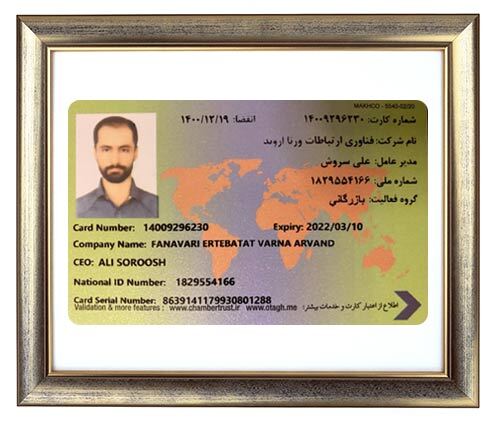 MAKHCO - 5540-02/20
شماره کارت: ۱۴۰۰۹۲۹۶۲۳۰ انقضا: ۱۴۰۰/۱۲/۱۹
نام شرکت: فناوری ارتباطات ورنا اروند
مدیر عامل: علی سروش
شماره ملی: ۱۸۲۹۵۵۴۱۶۶
گروه فعالیت: بازرگانی
Card Number: 14009296230 Expiry: 2022/03/10
Company Name: FANAVARI ERTEBATAT VARNA ARVAND
CEO: ALI SOROOSH
National ID Number: 1829554166
Card Serial Number: 8639141179930801288
Validation & more features : www.chambertrust.ir www.otagh.me اطلاع از اعتبار کارت و خدمات بیشتر: